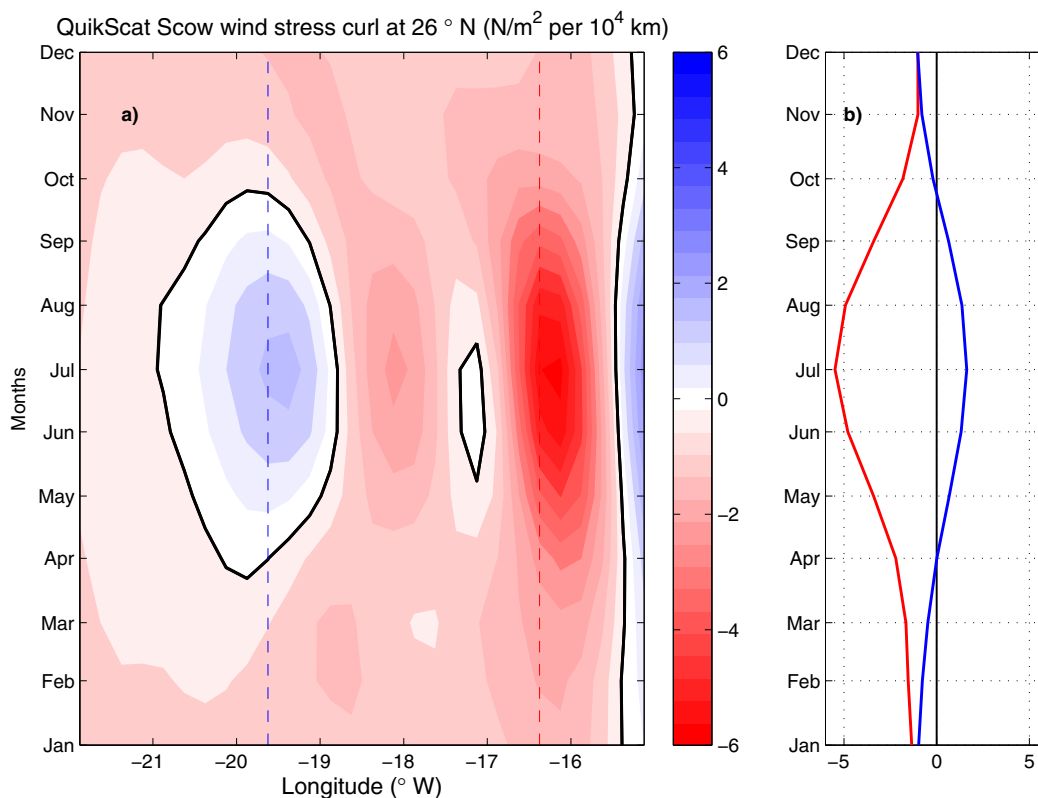 QuikScat Scow wind stress curl at 26 ° N (N/m² per 10⁴ km)
a)
Months
Dec
Nov
Oct
Sep
Aug
Jul
Jun
May
Apr
Mar
Feb
Jan
−21 −20 −19 −18 −17 −16
Longitude (° W)
6
4
2
0
−2
−4
−6
b)
Dec
Nov
Oct
Sep
Aug
Jul
Jun
May
Apr
Mar
Feb
Jan
−5 0 5